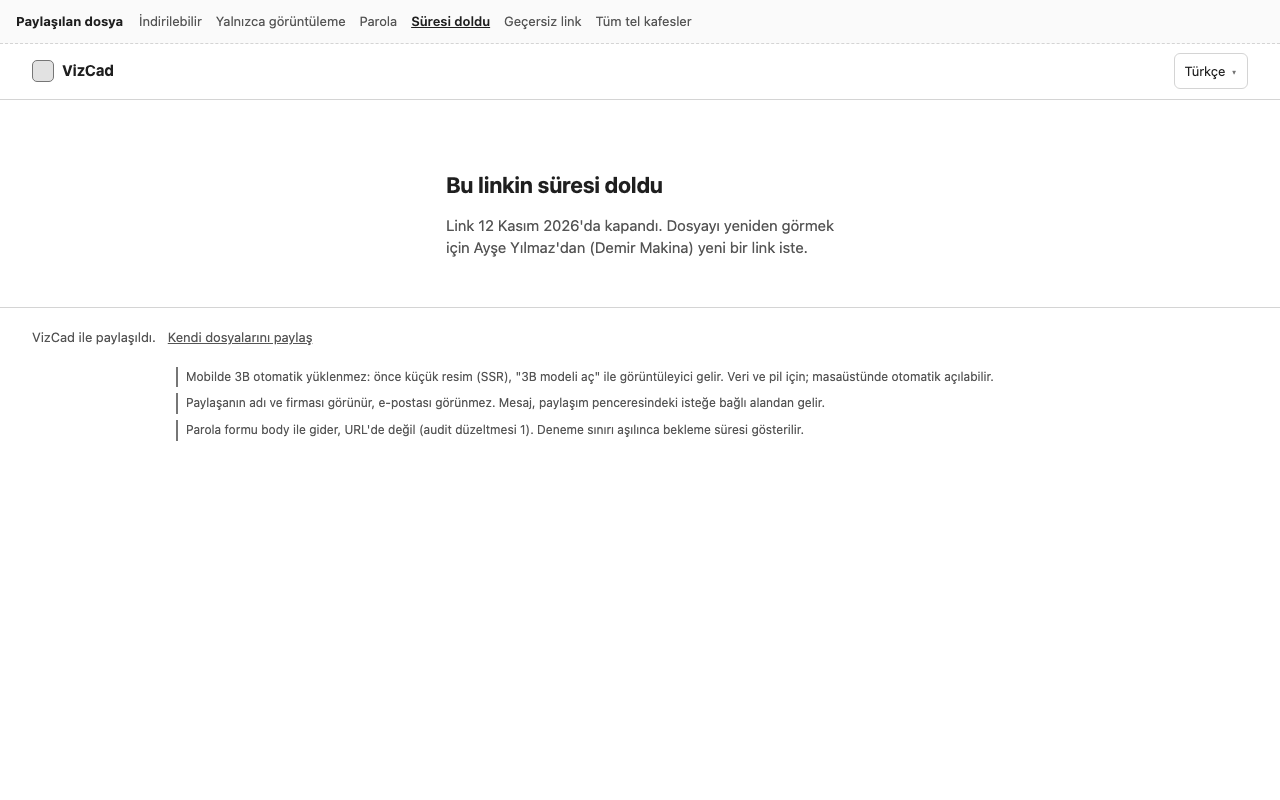 Paylaşılan dosya İndirilebilir Yalnızca görüntüleme Parola Süresi doldu Geçersiz link Tüm tel kafesler
VizCad
Türkçe ▾
Bu linkin süresi doldu
Link 12 Kasım 2026'da kapandı. Dosyayı yeniden görmek
için Ayşe Yılmaz'dan (Demir Makina) yeni bir link iste.
VizCad ile paylaşıldı. Kendi dosyalarını paylaş
Mobilde 3B otomatik yüklenmez: önce küçük resim (SSR), "3B modeli aç" ile görüntüleyici gelir. Veri ve pil için; masaüstünde otomatik açılabilir.
Paylaşanın adı ve firması görünür, e-postası görünmez. Mesaj, paylaşım penceresindeki isteğe bağlı alandan gelir.
Parola formu body ile gider, URL'de değil (audit düzeltmesi 1). Deneme sınırı aşılınca bekleme süresi gösterilir.